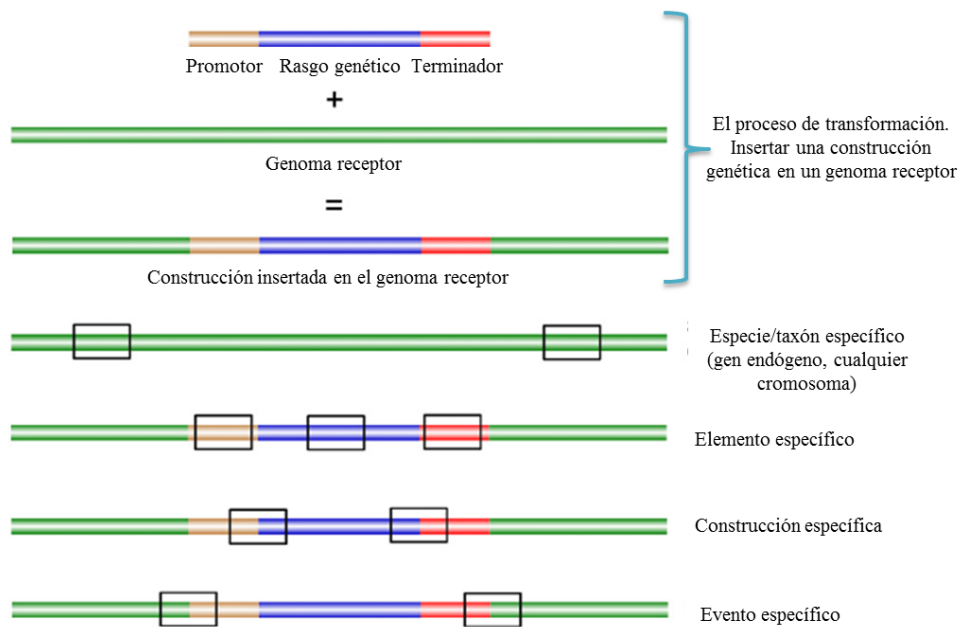 Promotor Rasgo genético Terminador
+
Genoma receptor
=
Construcción insertada en el genoma receptor
El proceso de transformación.
Insertar una construcción
genética en un genoma receptor
Especie/taxón específico
(gen endógeno, cualquier
cromosoma)
Elemento específico
Construcción específica
Evento específico